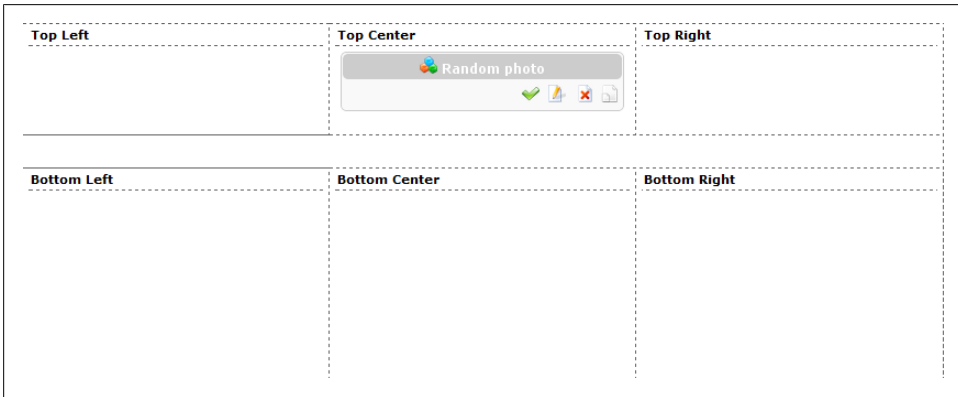 Top Left
Top Center
Top Right
Random photo
Bottom Left
Bottom Center
Bottom Right